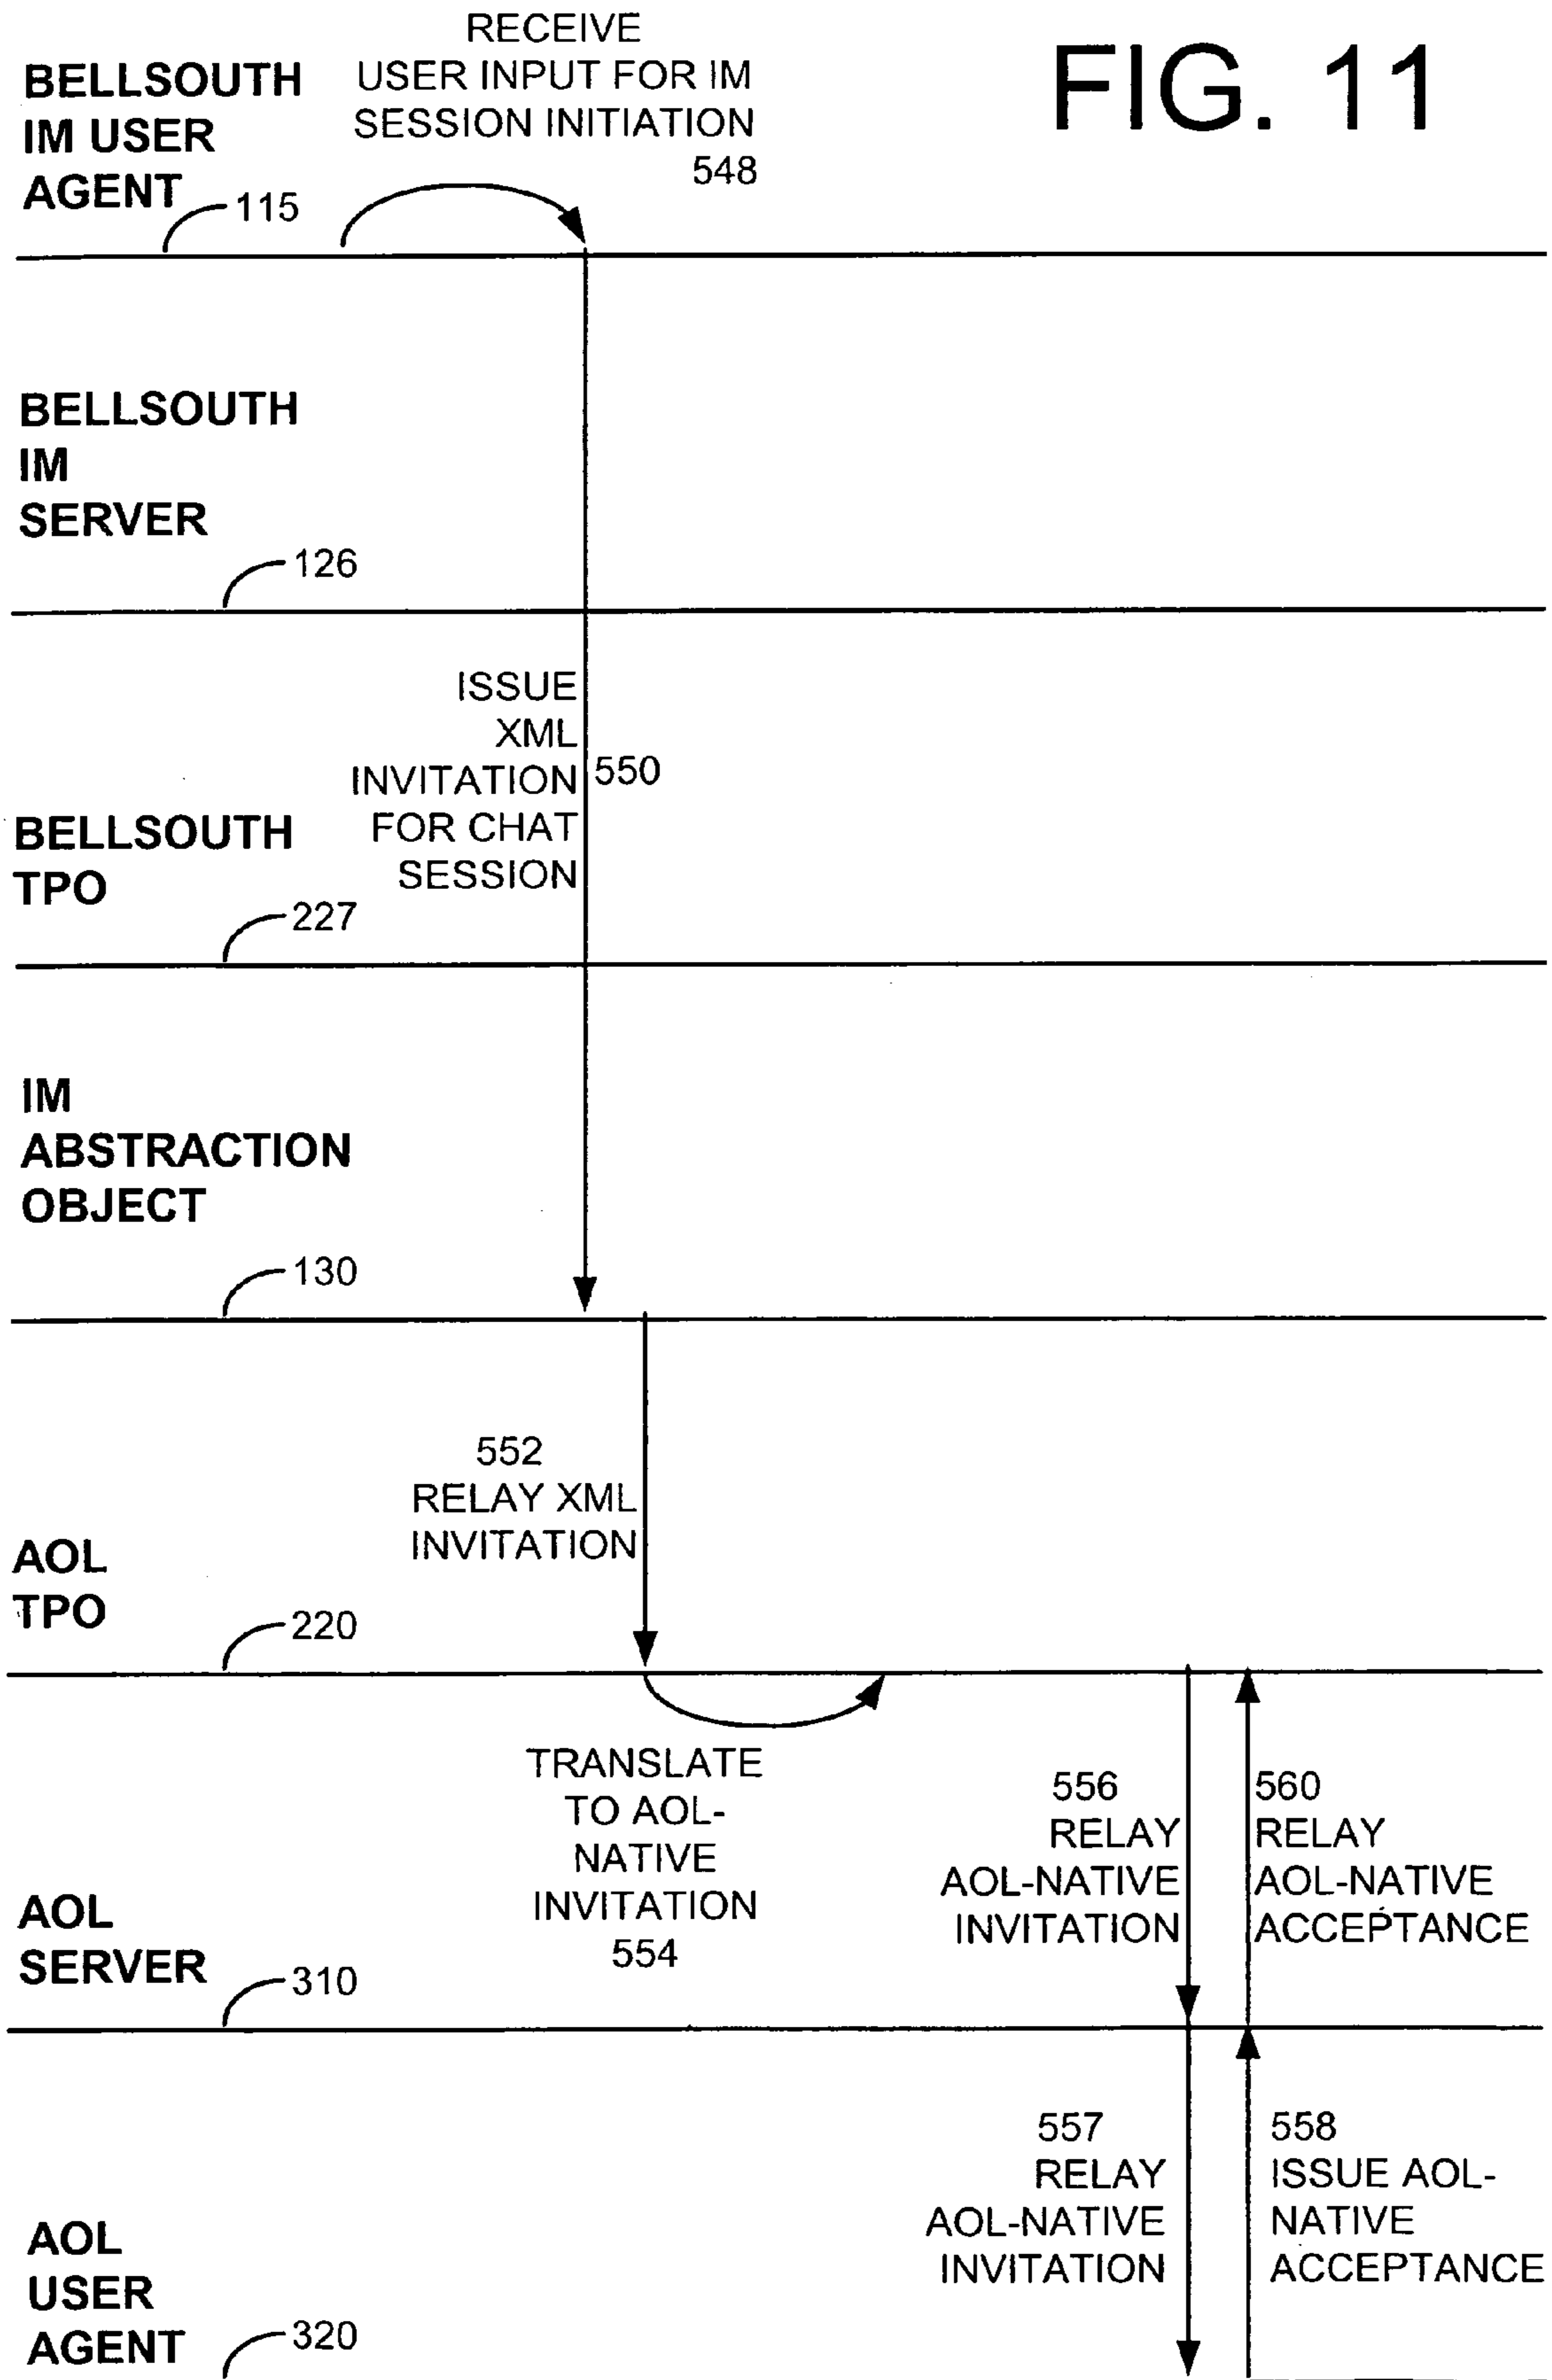 FIG. 11
BELLSOUTH
IM USER
AGENT
115
RECEIVE
USER INPUT FOR IM
SESSION INITIATION
548
BELLSOUTH
IM
SERVER
126
ISSUE
XML
INVITATION
FOR CHAT
SESSION
550
BELLSOUTH
TPO
227
IM
ABSTRACTION
OBJECT
130
552
RELAY XML
INVITATION
AOL
TPO
220
TRANSLATE
TO AOL-
NATIVE
INVITATION
554
556
RELAY
AOL-NATIVE
INVITATION
560
RELAY
AOL-NATIVE
ACCEPTANCE
AOL
SERVER
310
557
RELAY
AOL-NATIVE
INVITATION
558
ISSUE AOL-
NATIVE
ACCEPTANCE
AOL
USER
AGENT
320